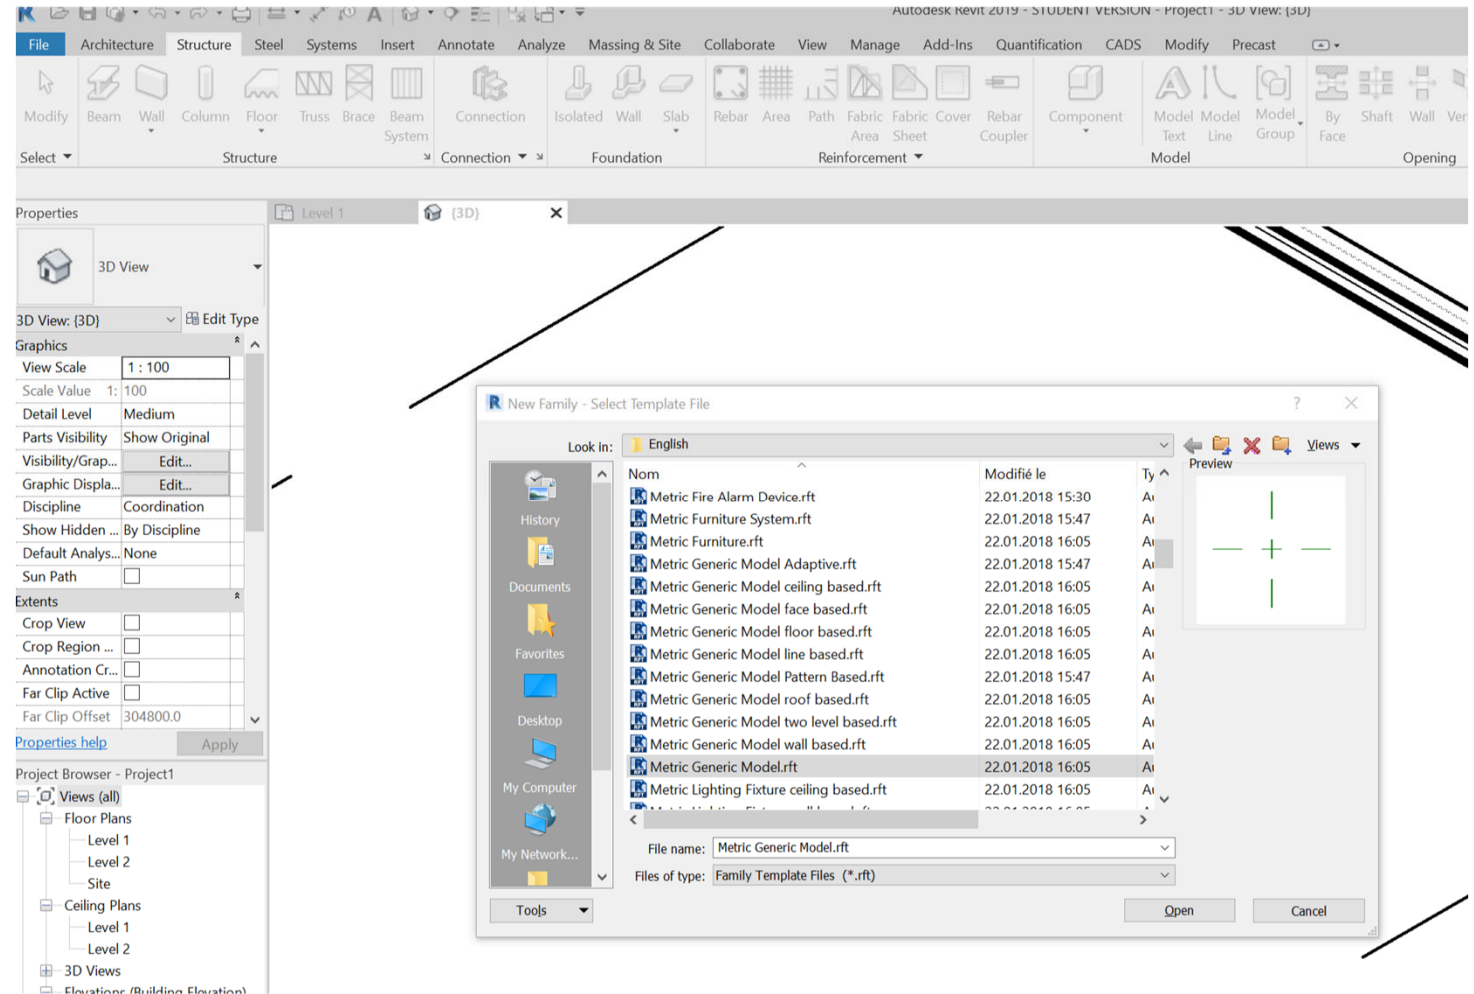 Autodesk Revit 2019 - STUDENT VERSION - Project1 - 3D View: {3D}
File Architecture Structure Steel Systems Insert Annotate Analyze Massing & Site Collaborate View Manage Add-Ins Quantification CADS Modify Precast
Modify Beam Wall Column Floor Truss Brace Beam System Connection Isolated Wall Slab Rebar Area Path Fabric Area Fabric Sheet Cover Rebar Coupler Component Model Text Model Line Model Group By Face Shaft Wall
Select Structure Connection Foundation Reinforcement Model Opening
Properties
Level 1
{3D}
3D View
3D View: {3D} Edit Type
Graphics
View Scale 1 : 100
Scale Value 1: 100
Detail Level Medium
Parts Visibility Show Original
Visibility/Grap... Edit...
Graphic Displa... Edit...
Discipline Coordination
Show Hidden ... By Discipline
Default Analys... None
Sun Path
Extents
Crop View
Crop Region ...
Annotation Cr...
Far Clip Active
Far Clip Offset 304800.0
Properties help Apply
Project Browser - Project1
Views (all)
Floor Plans
Level 1
Level 2
Site
Ceiling Plans
Level 1
Level 2
3D Views
Elevations (Building Elevation)
New Family - Select Template File
Look in: English Views
History
Documents
Favorites
Desktop
My Computer
My Network...
Nom Modifié le Ty
Metric Fire Alarm Device.rft 22.01.2018 15:30
Metric Furniture System.rft 22.01.2018 15:47
Metric Furniture.rft 22.01.2018 16:05
Metric Generic Model Adaptive.rft 22.01.2018 15:47
Metric Generic Model ceiling based.rft 22.01.2018 16:05
Metric Generic Model face based.rft 22.01.2018 16:05
Metric Generic Model floor based.rft 22.01.2018 16:05
Metric Generic Model line based.rft 22.01.2018 16:05
Metric Generic Model Pattern Based.rft 22.01.2018 15:47
Metric Generic Model roof based.rft 22.01.2018 16:05
Metric Generic Model two level based.rft 22.01.2018 16:05
Metric Generic Model wall based.rft 22.01.2018 16:05
Metric Generic Model.rft 22.01.2018 16:05
Metric Lighting Fixture ceiling based.rft 22.01.2018 16:05
Preview
File name: Metric Generic Model.rft
Files of type: Family Template Files (*.rft)
Tools Open Cancel